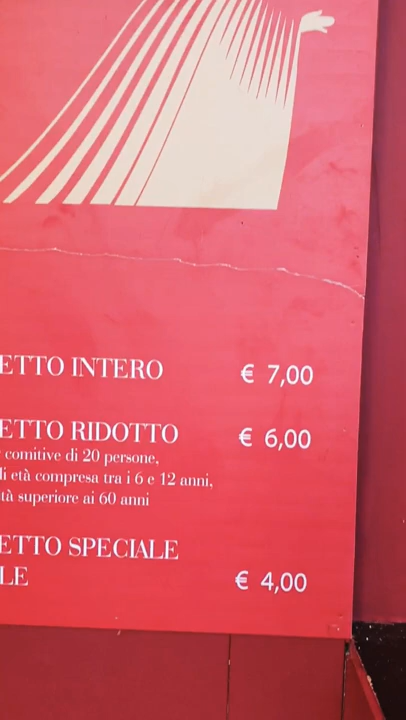 ETTO INTERO € 7,00
ETTO RIDOTTO € 6,00
comitive di 20 persone,
di età compresa tra i 6 e 12 anni,
tà superiore ai 60 anni
ETTO SPECIALE
LE € 4,00